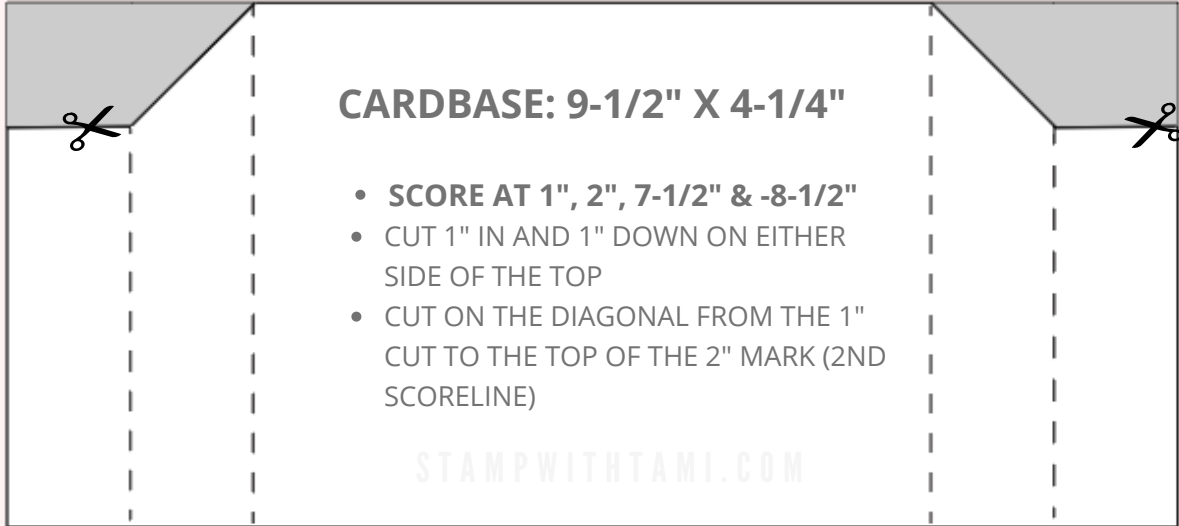 CARDBASE: 9-1/2" X 4-1/4"
• SCORE AT 1", 2", 7-1/2" & -8-1/2"
• CUT 1" IN AND 1" DOWN ON EITHER
SIDE OF THE TOP
• CUT ON THE DIAGONAL FROM THE 1"
CUT TO THE TOP OF THE 2" MARK (2ND
SCORELINE)
STAMPWITHTAMI.COM